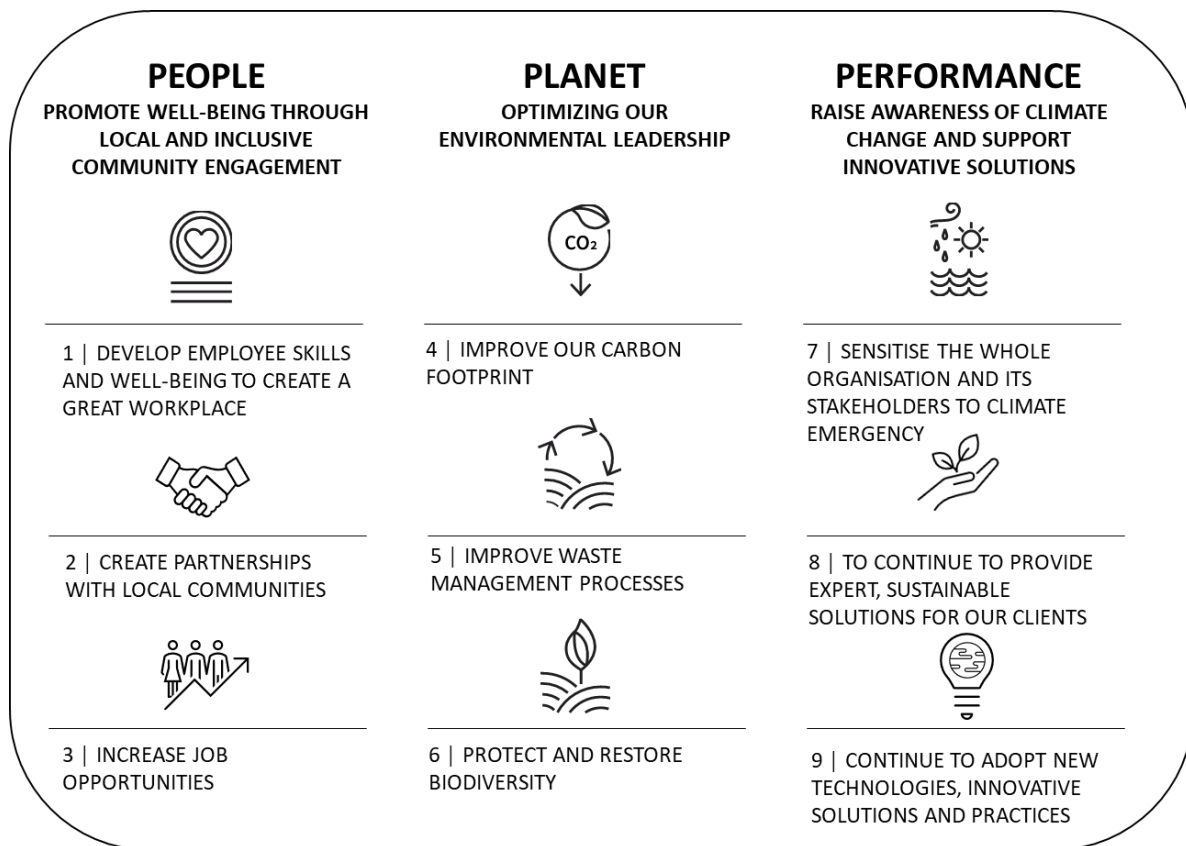 PEOPLE
PROMOTE WELL-BEING THROUGH
LOCAL AND INCLUSIVE
COMMUNITY ENGAGEMENT
1 | DEVELOP EMPLOYEE SKILLS
AND WELL-BEING TO CREATE A
GREAT WORKPLACE
2 | CREATE PARTNERSHIPS
WITH LOCAL COMMUNITIES
3 | INCREASE JOB
OPPORTUNITIES
PLANET
OPTIMIZING OUR
ENVIRONMENTAL LEADERSHIP
CO₂
4 | IMPROVE OUR CARBON
FOOTPRINT
5 | IMPROVE WASTE
MANAGEMENT PROCESSES
6 | PROTECT AND RESTORE
BIODIVERSITY
PERFORMANCE
RAISE AWARENESS OF CLIMATE
CHANGE AND SUPPORT
INNOVATIVE SOLUTIONS
7 | SENSITISE THE WHOLE
ORGANISATION AND ITS
STAKEHOLDERS TO CLIMATE
EMERGENCY
8 | TO CONTINUE TO PROVIDE
EXPERT, SUSTAINABLE
SOLUTIONS FOR OUR CLIENTS
9 | CONTINUE TO ADOPT NEW
TECHNOLOGIES, INNOVATIVE
SOLUTIONS AND PRACTICES